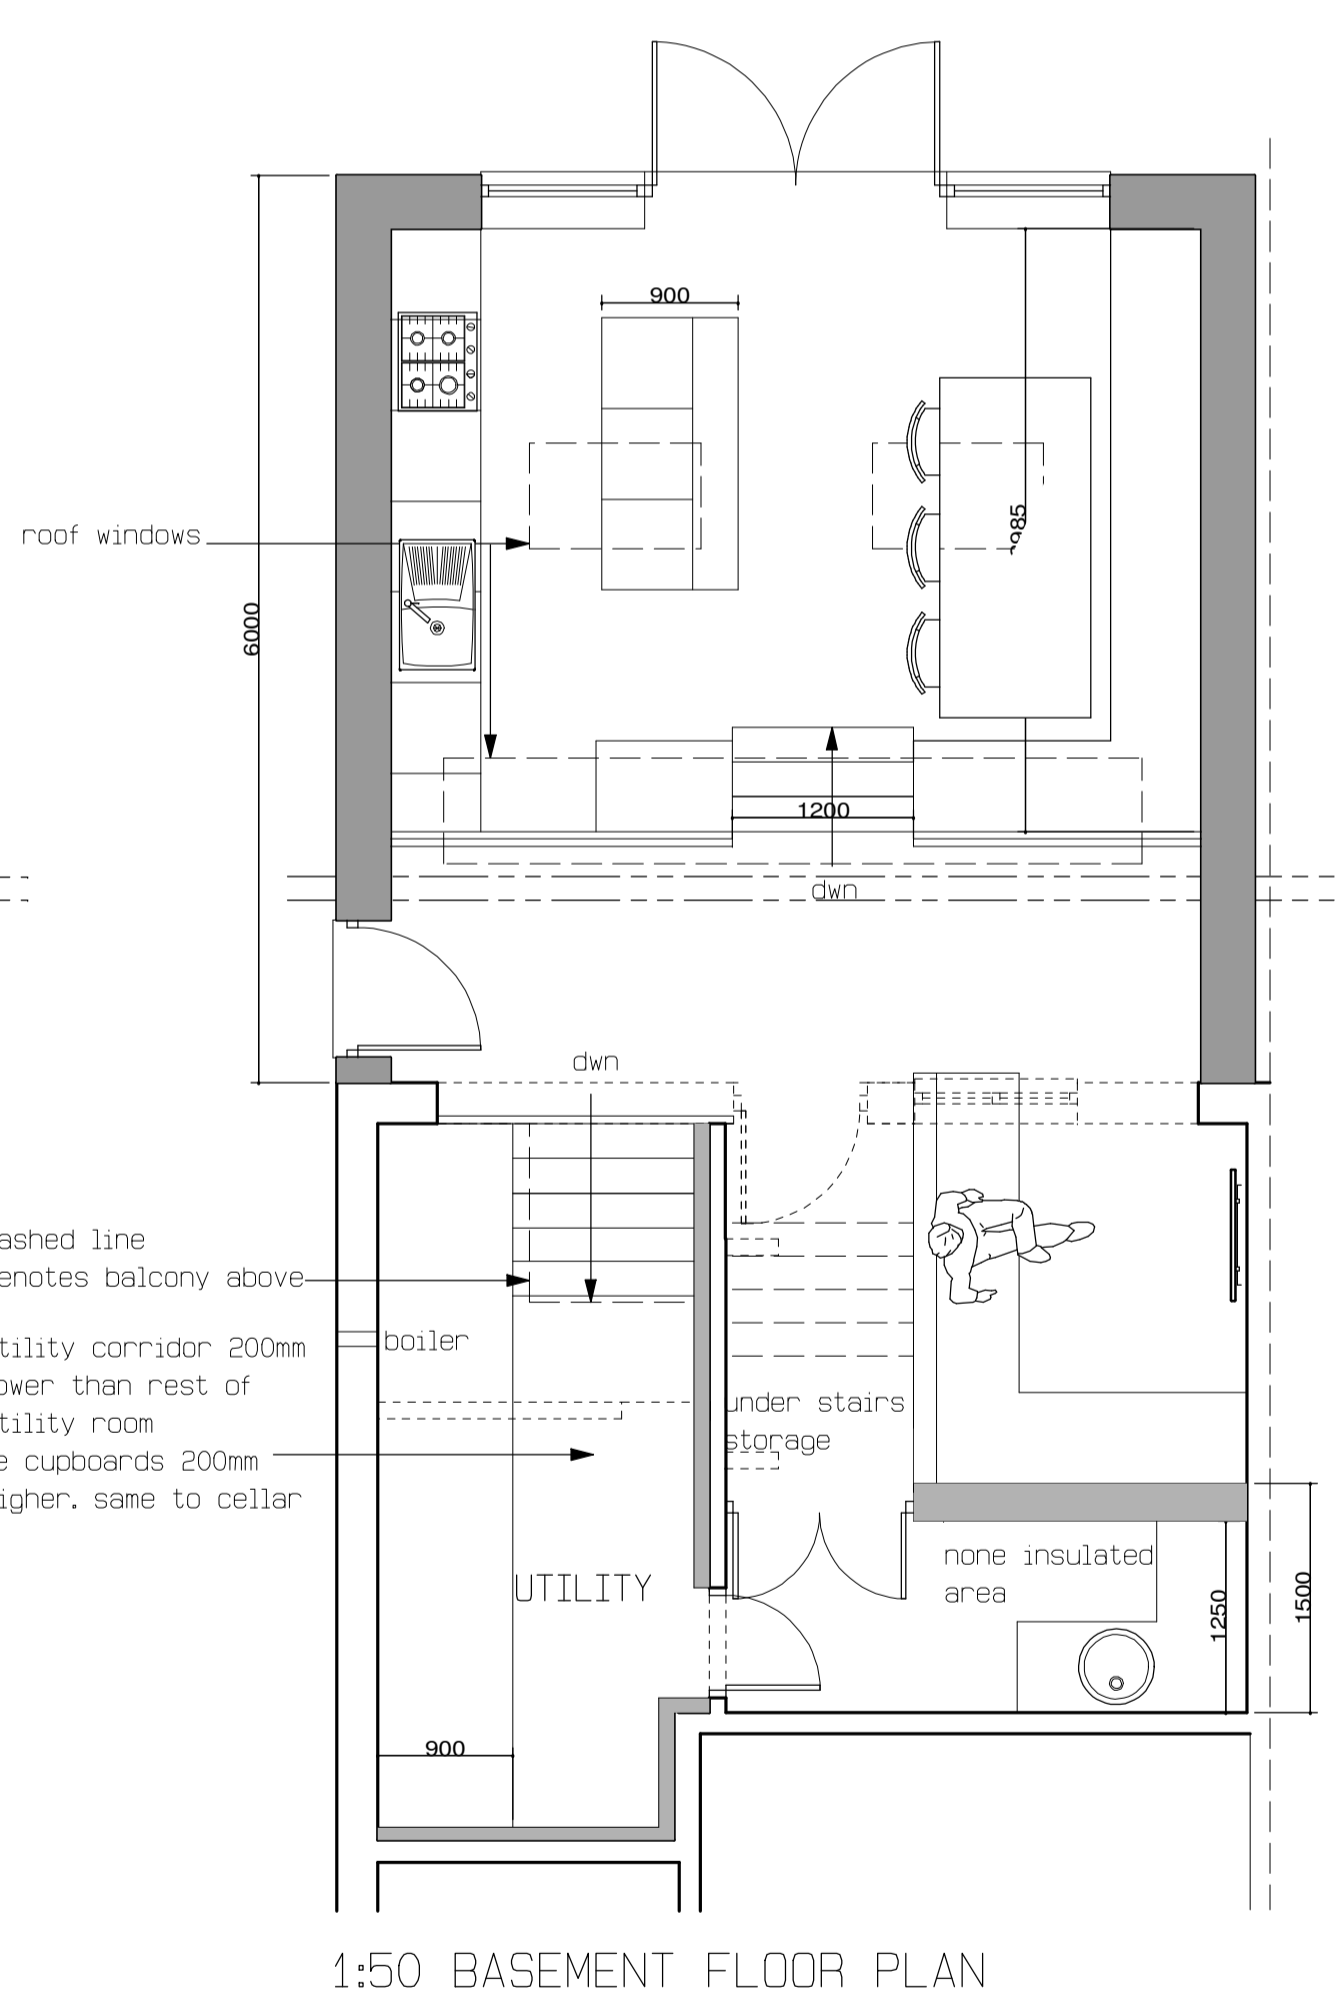 900
roof windows
6000
1200
dwn
dwn
ashed line
enotes balcony above
tility corridor 200mm
ower than rest of
tility room
e cupboards 200mm
igher. same to cellar
boiler
under stairs
storage
UTILITY
none insulated
area
1250
1500
900
1:50 BASEMENT FLOOR PLAN